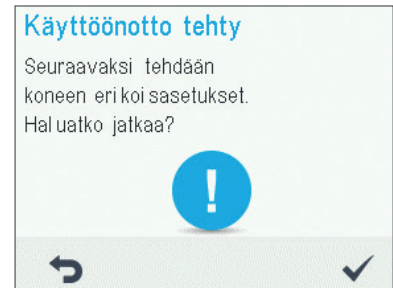 Käyttöönotto tehty
Seuraavaksi tehdään
koneen erikoisasetukset.
Haluatko jatkaa?
!